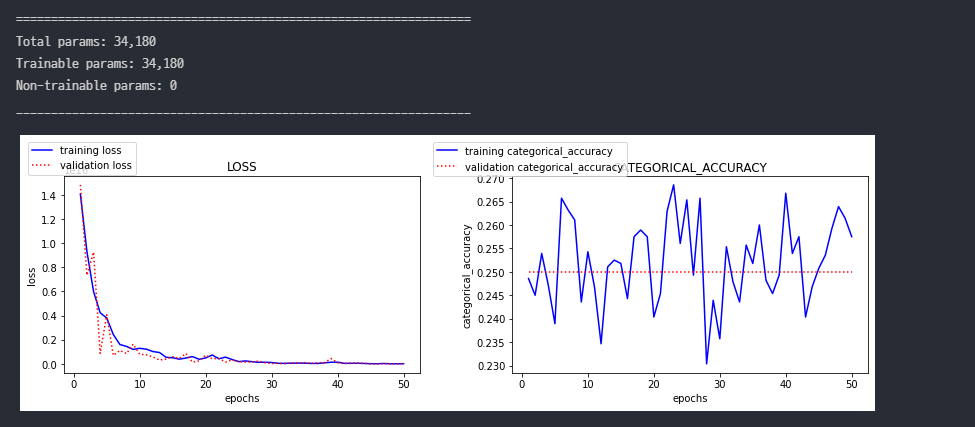 Total params: 34,180
Trainable params: 34,180
Non-trainable params: 0
training loss
validation loss
LOSS
1.4
1.2
1.0
0.8
0.6
0.4
0.2
0.0
loss
0 10 20 30 40 50
epochs
training categorical_accuracy
validation categorical_accuracy
ATEGORICAL_ACCURACY
0.270
0.265
0.260
0.255
0.250
0.245
0.240
0.235
0.230
categorical_accuracy
0 10 20 30 40 50
epochs